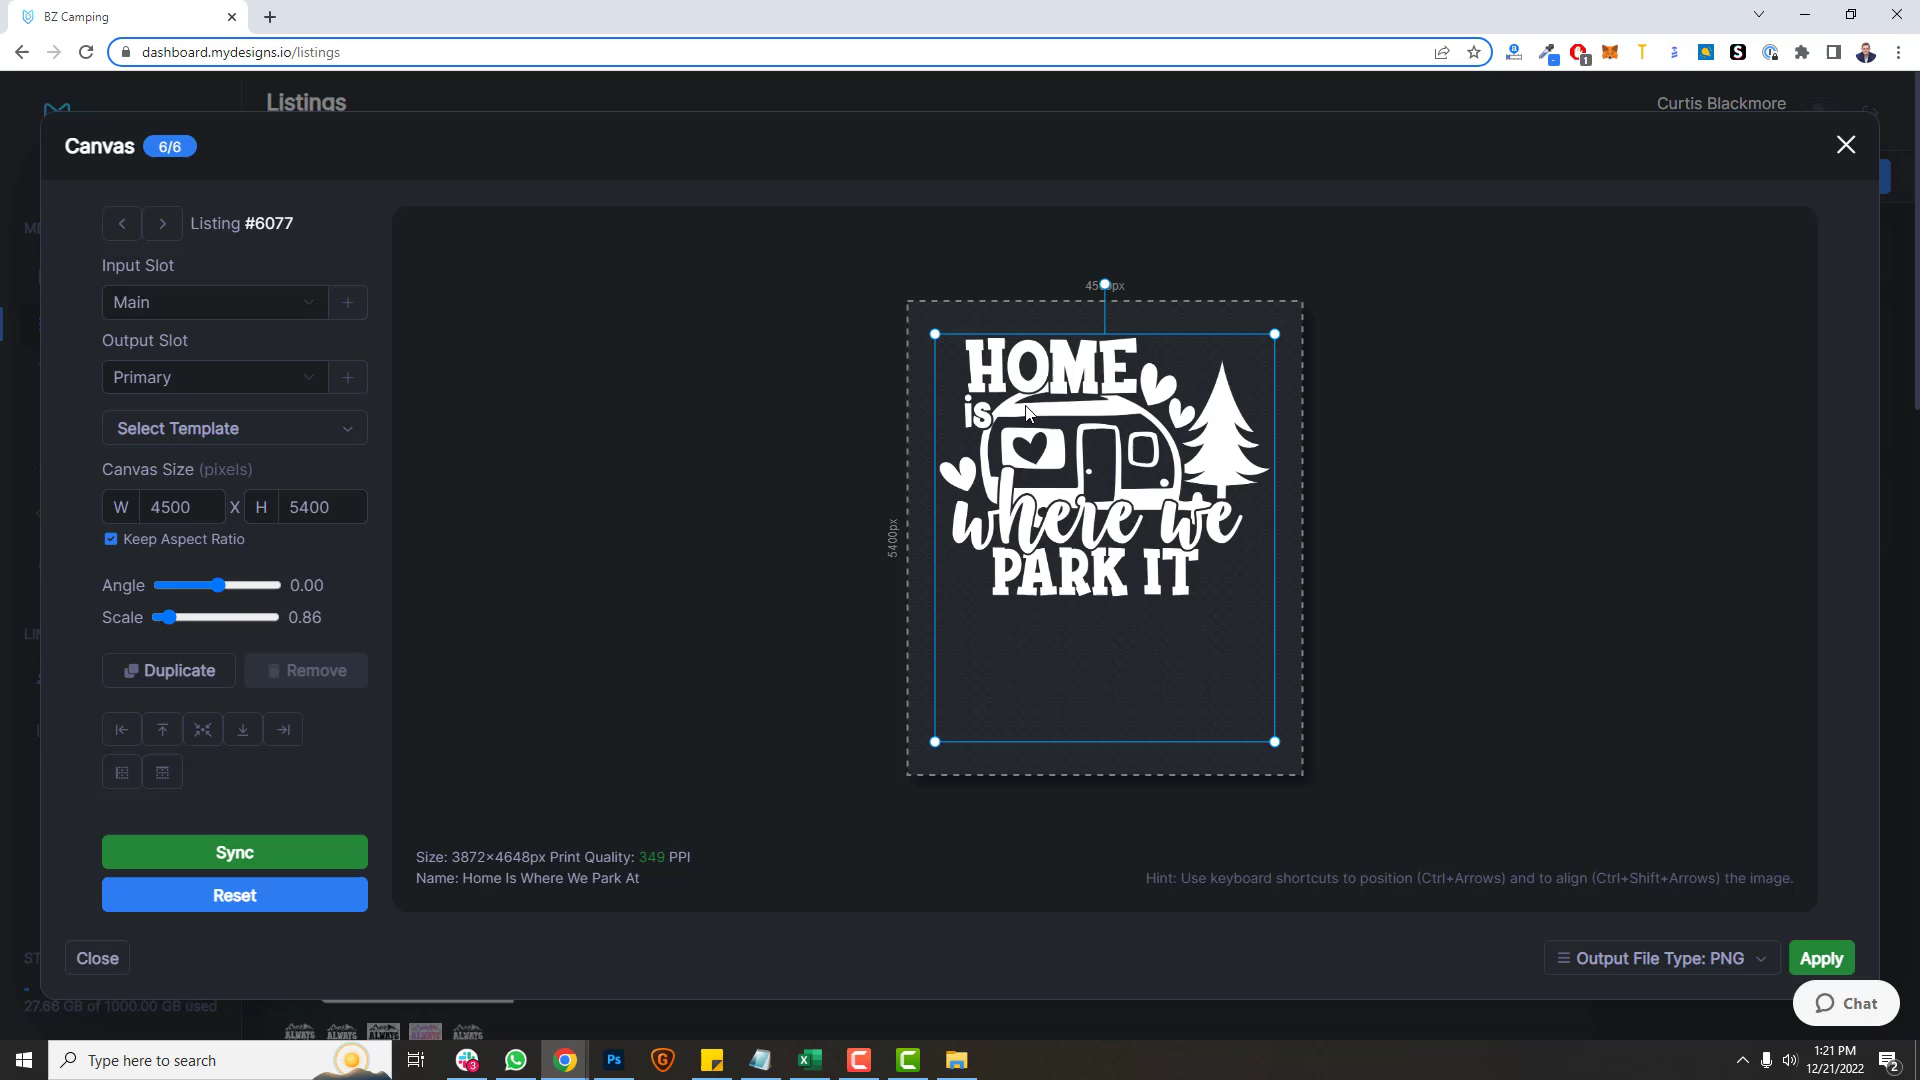 BZ Camping
dashboard.mydesigns.io/listings
Listings
Curtis Blackmore
Canvas 6/6
Listing #6077
Input Slot
Main
Output Slot
Primary
Select Template
Canvas Size (pixels)
W 4500 X H 5400
Keep Aspect Ratio
Angle 0.00
Scale 0.86
Duplicate Remove
Sync
Reset
5400px
HOME
is
where we
PARK IT
Size: 3872×4648px Print Quality: 349 PPI
Name: Home Is Where We Park At
Hint: Use keyboard shortcuts to position (Ctrl+Arrows) and to align (Ctrl+Shift+Arrows) the image.
Close
Output File Type: PNG
Apply
Chat
27.66 GB of 1000.00 GB used
ALWAYS ALWAYS ALWAYS ALWAYS ALWAYS
Type here to search
1:21 PM
12/21/2022